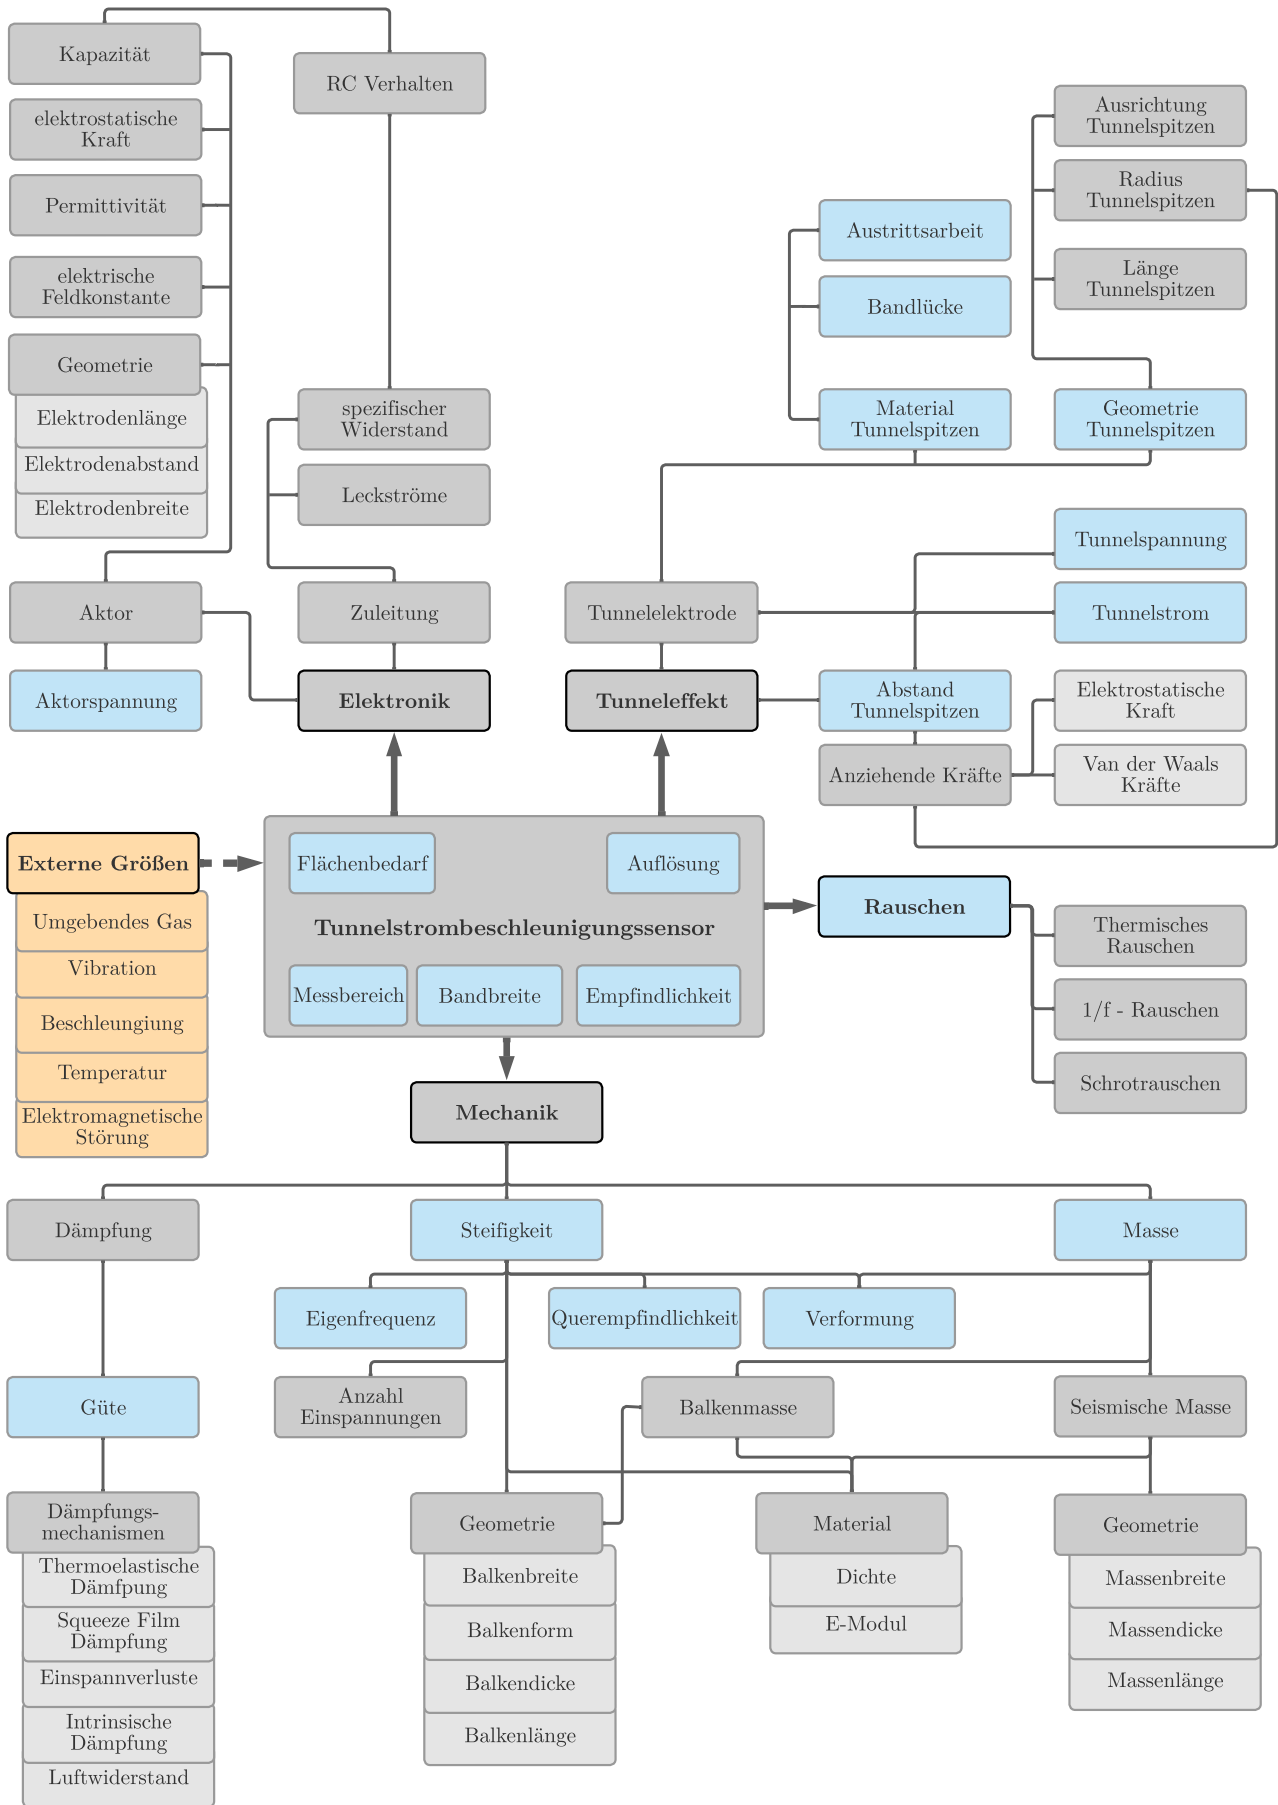 Kapazität
RC Verhalten
elektrostatische
Kraft
Permittivität
elektrische
Feldkonstante
Geometrie
Elektrodenlänge
Elektrodenabstand
Elektrodenbreite
spezifischer
Widerstand
Leckströme
Aktor
Zuleitung
Aktorspannung
Elektronik
Ausrichtung
Tunnelspitzen
Radius
Tunnelspitzen
Austrittsarbeit
Länge
Tunnelspitzen
Bandlücke
Material
Tunnelspitzen
Geometrie
Tunnelspitzen
Tunnelspannung
Tunnelelektrode
Tunnelstrom
Tunneleffekt
Abstand
Tunnelspitzen
Elektrostatische
Kraft
Anziehende Kräfte
Van der Waals
Kräfte
Externe Größen
Umgebendes Gas
Vibration
Beschleungiung
Temperatur
Elektromagnetische
Störung
Flächenbedarf
Auflösung
Tunnelstrombeschleunigungssensor
Messbereich
Bandbreite
Empfindlichkeit
Rauschen
Thermisches
Rauschen
1/f - Rauschen
Schrotrauschen
Mechanik
Dämpfung
Steifigkeit
Masse
Eigenfrequenz
Querempfindlichkeit
Verformung
Güte
Anzahl
Einspannungen
Balkenmasse
Seismische Masse
Dämpfungs-
mechanismen
Thermoelastische
Dämfpung
Squeeze Film
Dämpfung
Einspannverluste
Intrinsische
Dämpfung
Luftwiderstand
Geometrie
Balkenbreite
Balkenform
Balkendicke
Balkenlänge
Material
Dichte
E-Modul
Geometrie
Massenbreite
Massendicke
Massenlänge